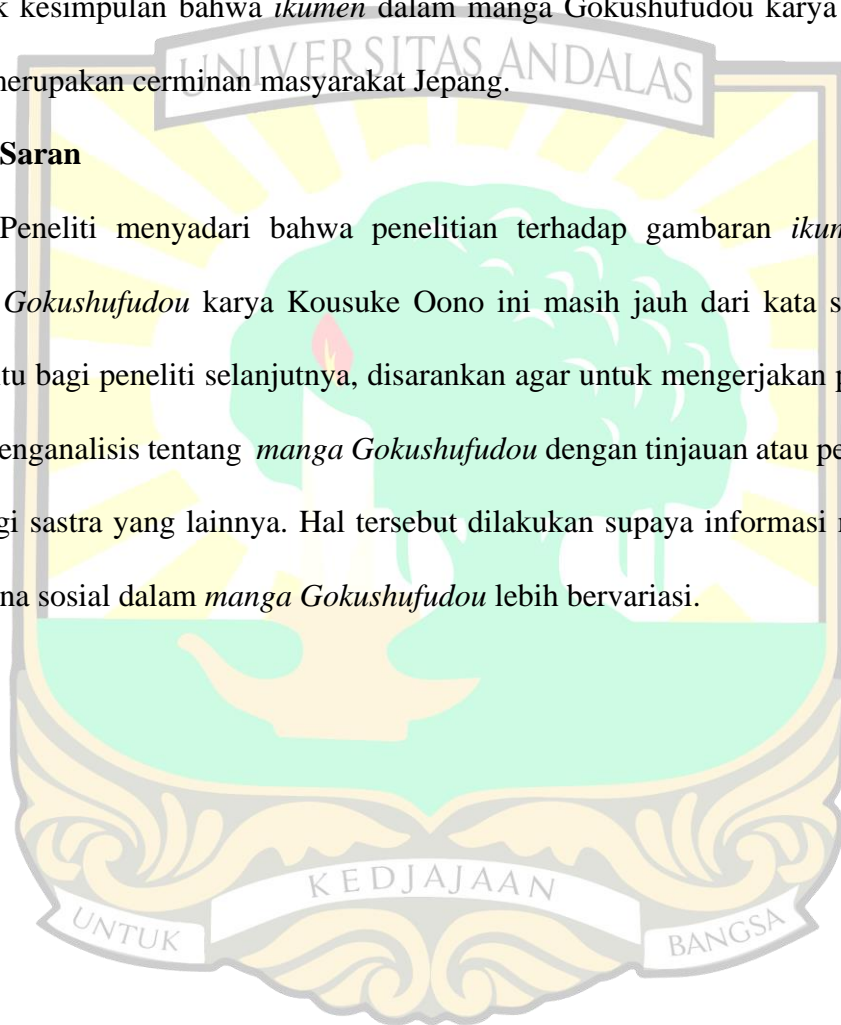 k kesimpulan bahwa ikumen dalam manga Gokushufudou karya
UNIVERSITAS ANDALAS
merupakan cerminan masyarakat Jepang.
Saran
Peneliti menyadari bahwa penelitian terhadap gambaran ikum
Gokushufudou karya Kousuke Oono ini masih jauh dari kata s
itu bagi peneliti selanjutnya, disarankan agar untuk mengerjakan p
enganalisis tentang manga Gokushufudou dengan tinjauan atau pe
gi sastra yang lainnya. Hal tersebut dilakukan supaya informasi
na sosial dalam manga Gokushufudou lebih bervariasi.
UNTUK KEDJAJAAN BANGSA